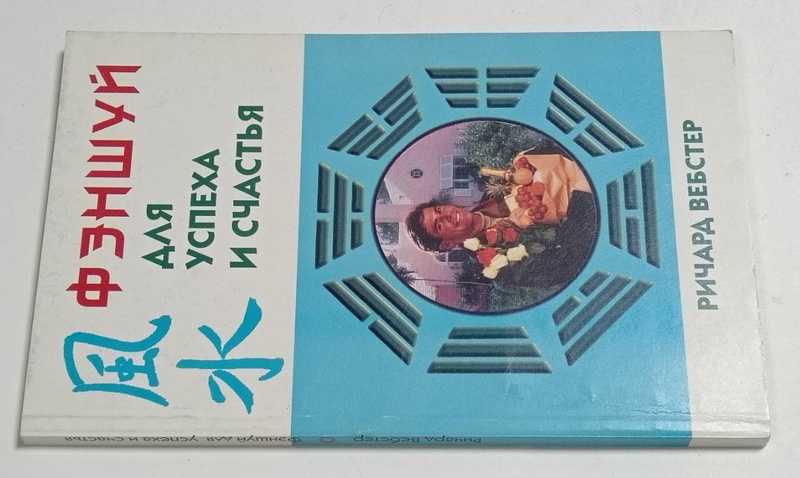 風水
ФЭНШУЙ
ДЛЯ
УСПЕХА
И СЧАСТЬЯ
РИЧАРД ВЕБСТЕР
Ричард Вебстер Фэншуй для успеха и счастья